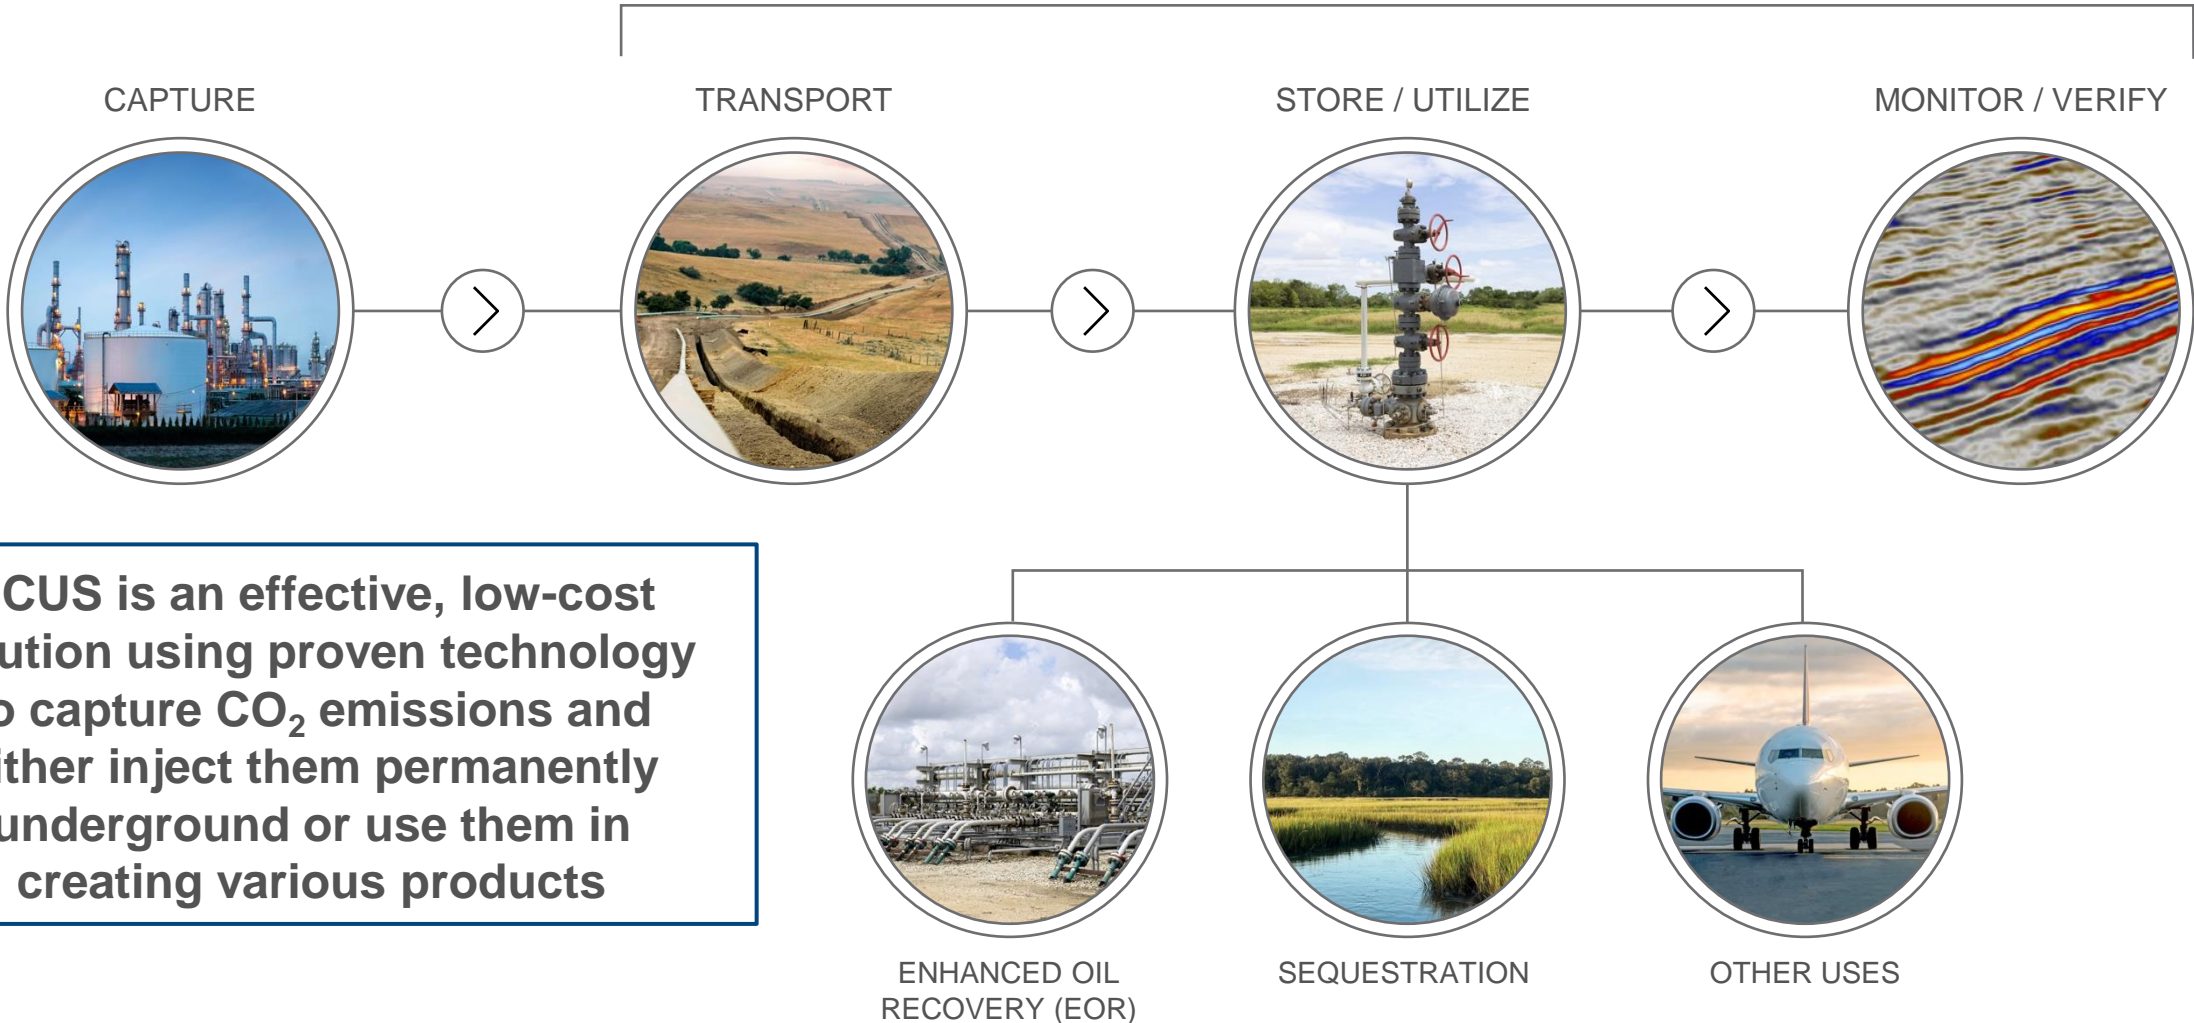 CAPTURE
TRANSPORT
STORE / UTILIZE
MONITOR / VERIFY
CUS is an effective, low-cost
ution using proven technology
o capture CO₂ emissions and
ither inject them permanently
underground or use them in
creating various products
ENHANCED OIL
RECOVERY (EOR)
SEQUESTRATION
OTHER USES